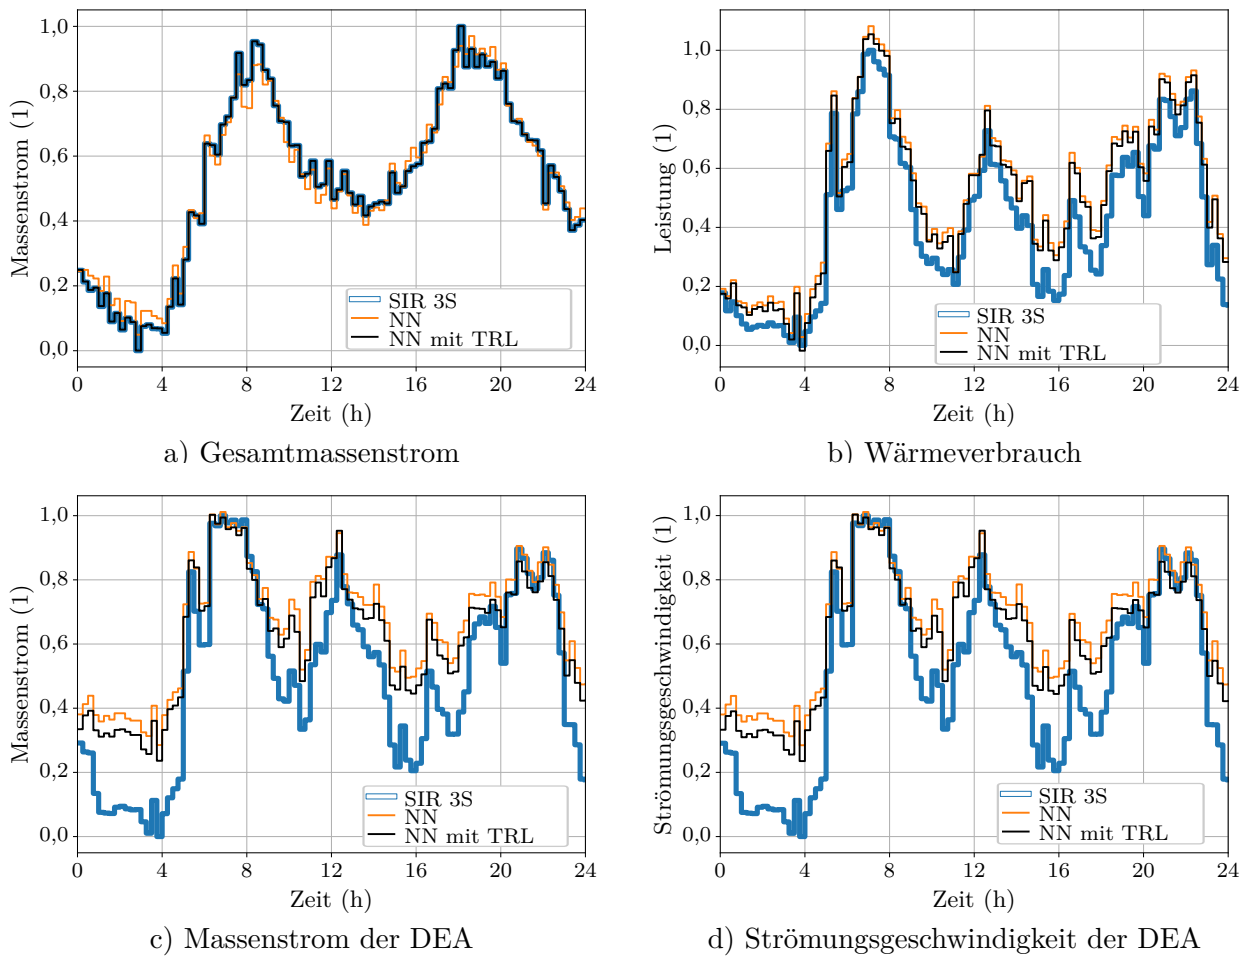 1,0
0,8
0,6
0,4
0,2
0,0
Massenstrom (1)
SIR 3S
NN
NN mit TRL
0 4 8 12 16 20 24
Zeit (h)
a) Gesamtmassenstrom
1,0
0,8
0,6
0,4
0,2
0,0
Leistung (1)
SIR 3S
NN
NN mit TRL
0 4 8 12 16 20 24
Zeit (h)
b) Wärmeverbrauch
1,0
0,8
0,6
0,4
0,2
0,0
Massenstrom (1)
SIR 3S
NN
NN mit TRL
0 4 8 12 16 20 24
Zeit (h)
c) Massenstrom der DEA
1,0
0,8
0,6
0,4
0,2
0,0
Strömungsgeschwindigkeit (1)
SIR 3S
NN
NN mit TRL
0 4 8 12 16 20 24
Zeit (h)
d) Strömungsgeschwindigkeit der DEA